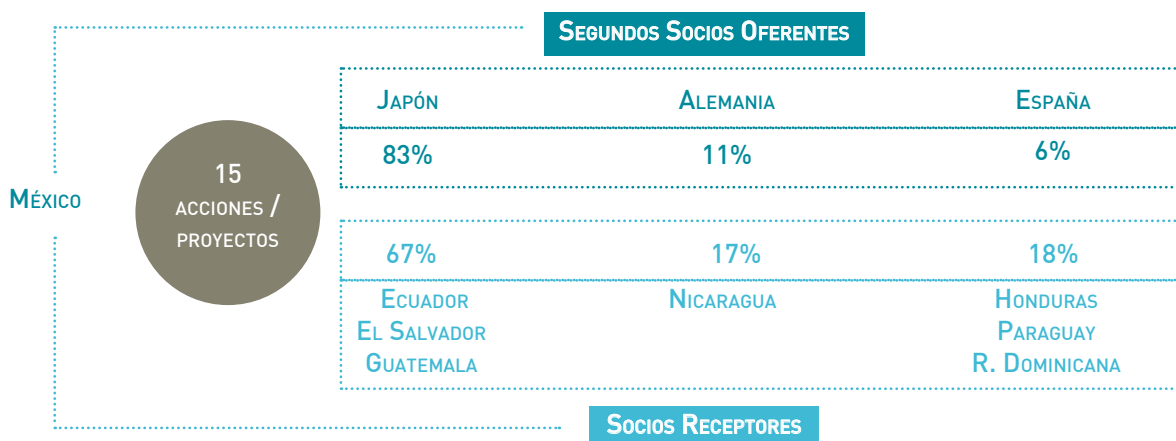 SEGUNDOS SOCIOS OFERENTES
JAPÓN ALEMANIA ESPAÑA
83% 11% 6%
MÉXICO
15
ACCIONES /
PROYECTOS
67% 17% 18%
ECUADOR NICARAGUA HONDURAS
EL SALVADOR PARAGUAY
GUATEMALA R. DOMINICANA
SOCIOS RECEPTORES